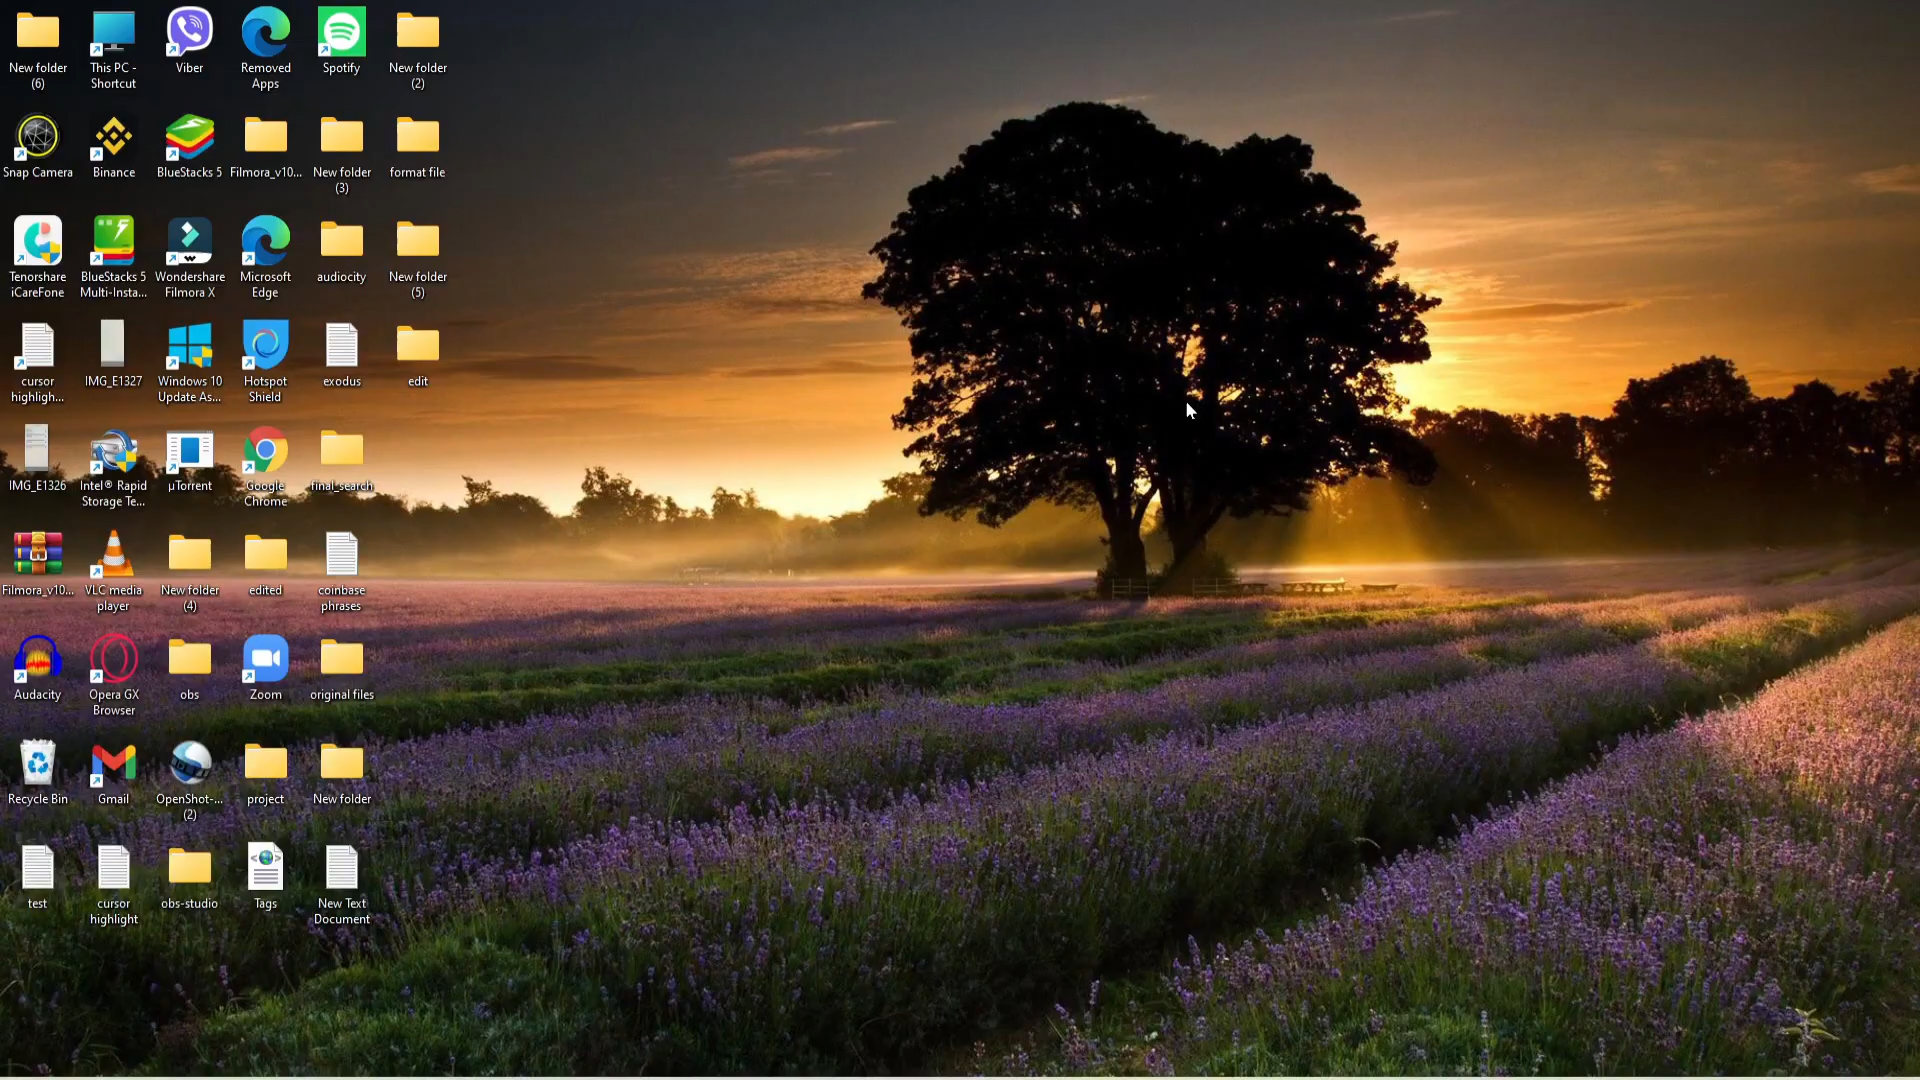 New folder
(6)
This PC -
Shortcut
Viber
Removed
Apps
Spotify
New folder
(2)
Snap Camera
Binance
BlueStacks 5
Filmora_v10...
New folder
(3)
format file
Tenorshare
iCareFone
BlueStacks 5
Multi-Insta...
Wondershare
Filmora X
Microsoft
Edge
audiocity
New folder
(5)
cursor
highligh...
IMG_E1327
Windows 10
Update As...
Hotspot
Shield
exodus
edit
IMG_E1326
Intel® Rapid
Storage Te...
µTorrent
Google
Chrome
final_search
Filmora_v10...
VLC media
player
New folder
(4)
edited
coinbase
phrases
Audacity
Opera GX
Browser
obs
Zoom
original files
Recycle Bin
Gmail
OpenShot-...
(2)
project
New folder
test
cursor
highlight
obs-studio
Tags
New Text
Document